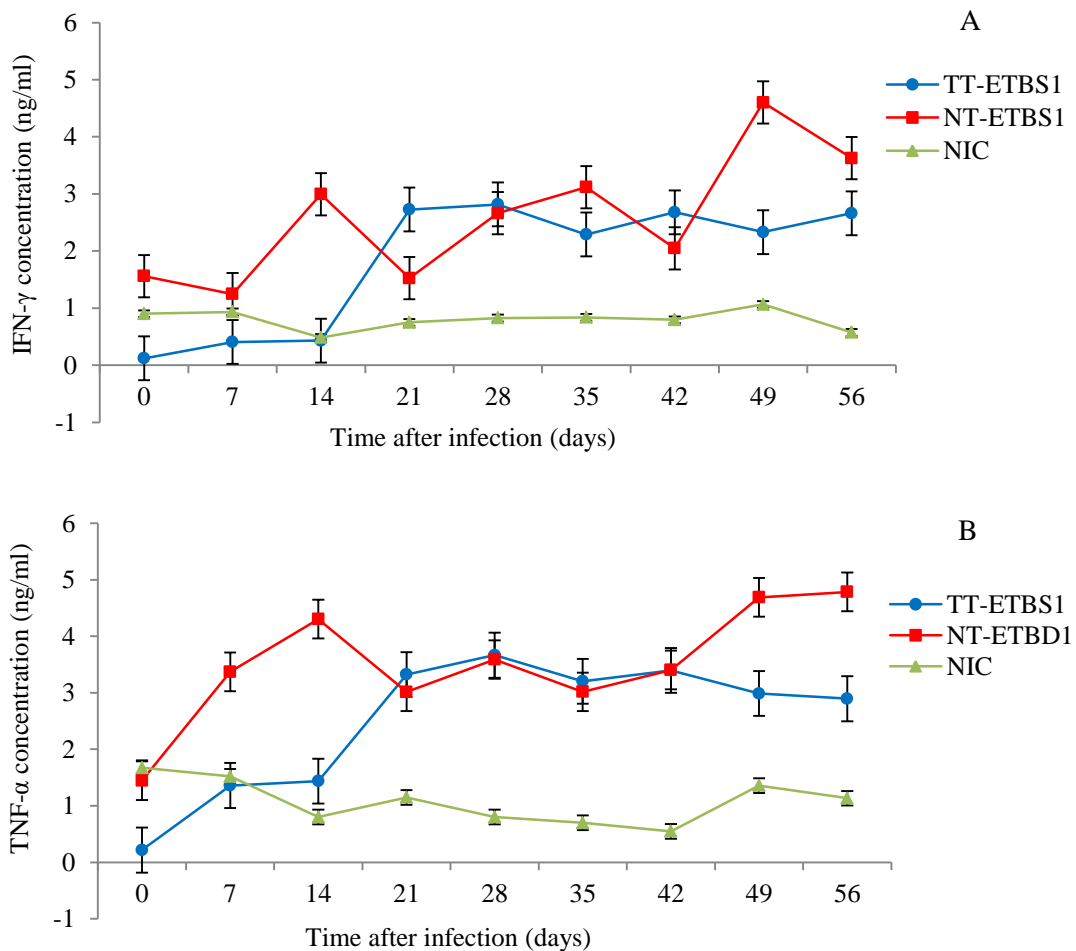 A
6
5
4
3
2
1
0
-1
IFN-γ concentration (ng/ml)
0 7 14 21 28 35 42 49 56
Time after infection (days)
TT-ETBS1
NT-ETBS1
NIC
B
6
5
4
3
2
1
0
-1
TNF-α concentration (ng/ml)
0 7 14 21 28 35 42 49 56
Time after infection (days)
TT-ETBS1
NT-ETBD1
NIC